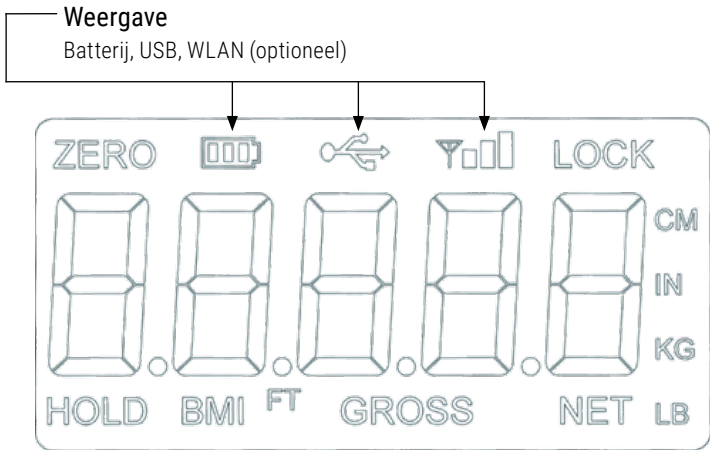 Weergave
Batterij, USB, WLAN (optioneel)
ZERO LOCK
CM
IN
KG
HOLD BMI FT GROSS NET LB